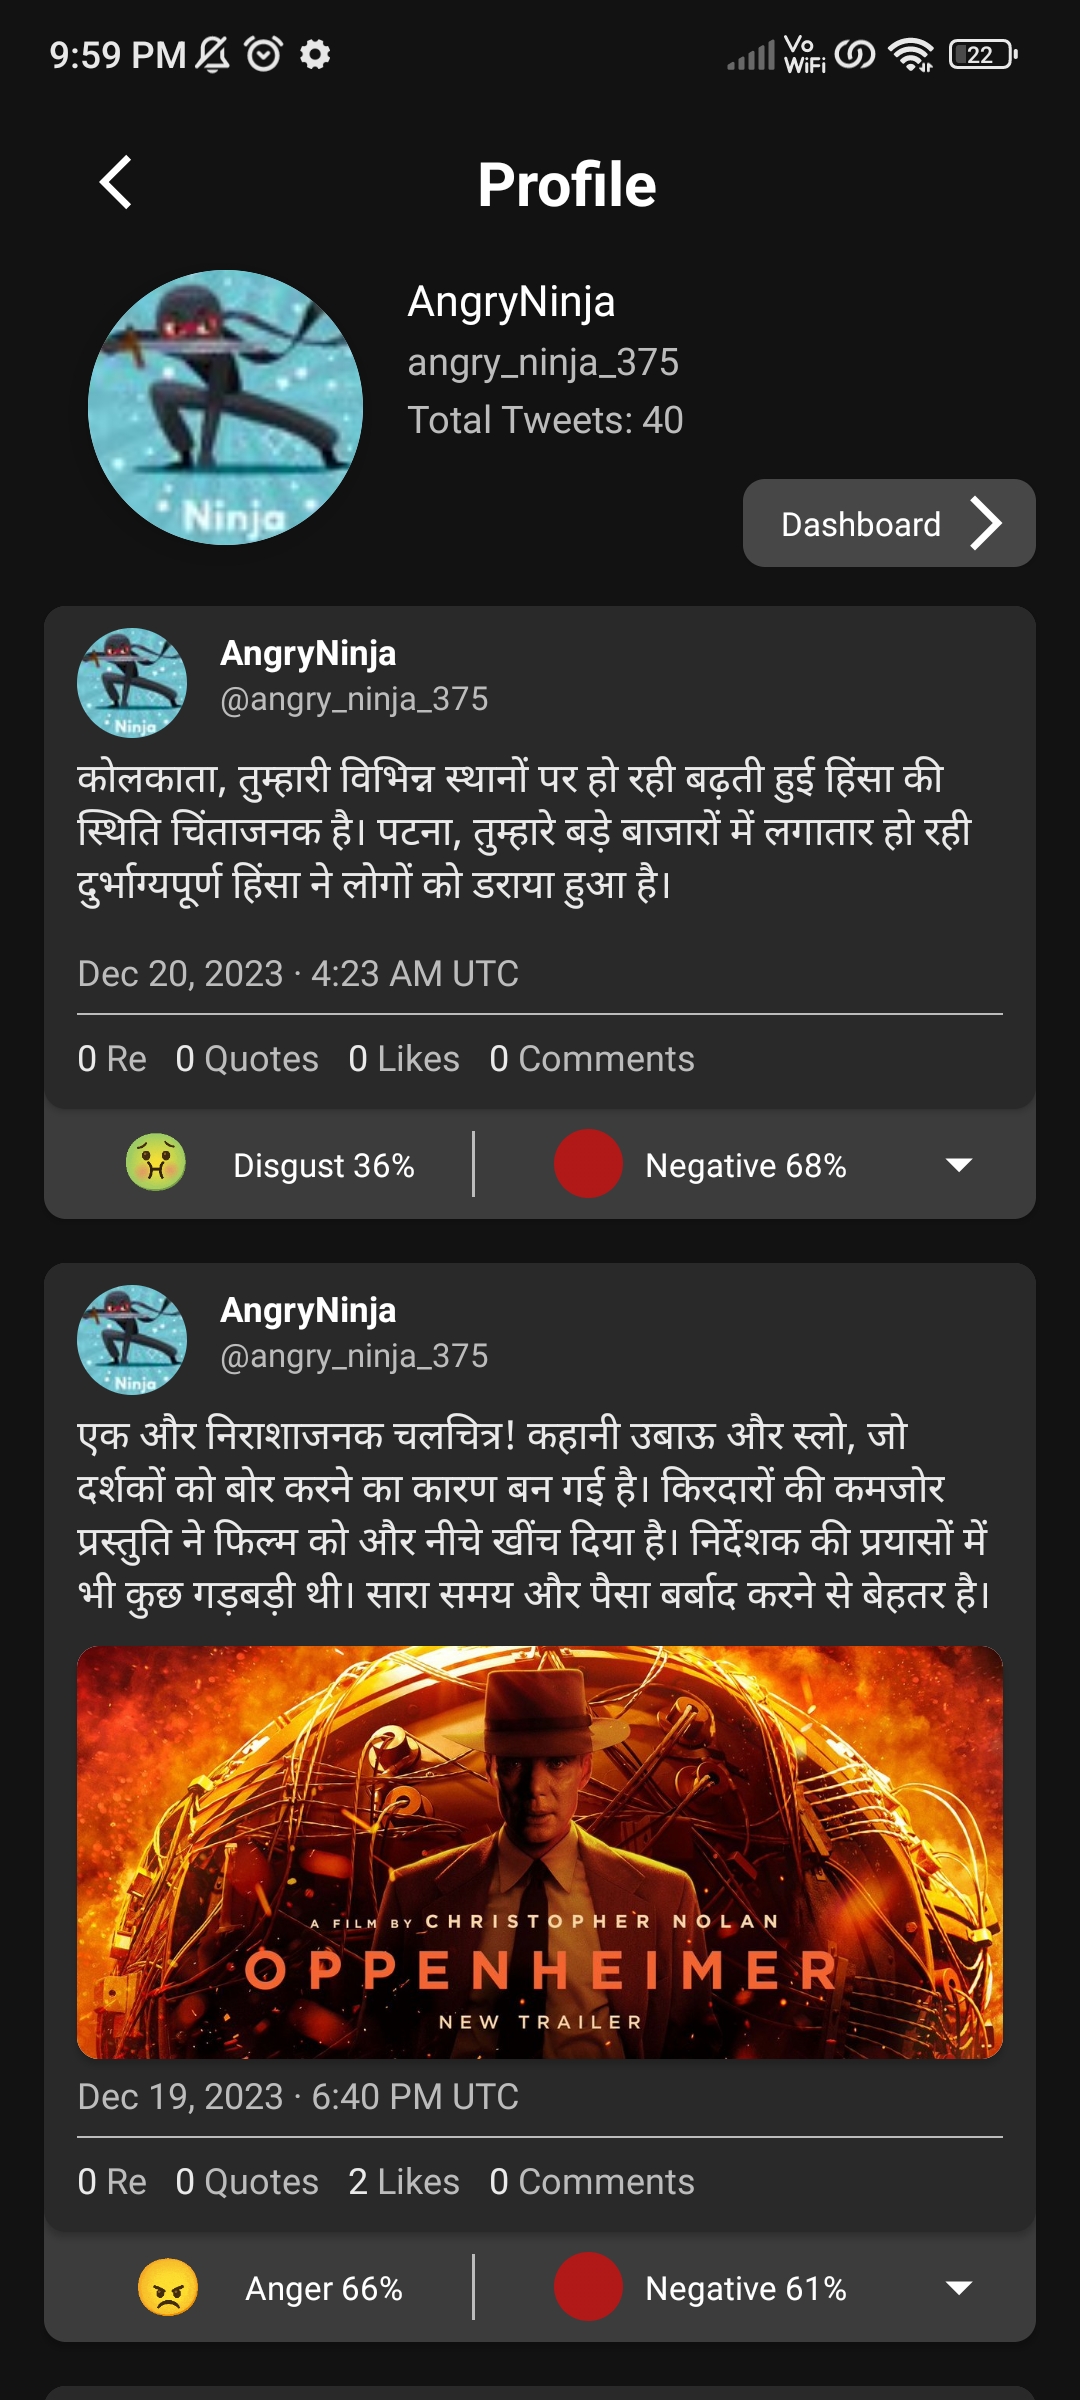 9:59 PM
Vo
WiFi
22
Profile
AngryNinja
angry_ninja_375
Total Tweets: 40
Ninja
Dashboard
AngryNinja
@angry_ninja_375
Ninja
कोलकाता, तुम्हारी विभिन्न स्थानों पर हो रही बढ़ती हुई हिंसा की
स्थिति चिंताजनक है। पटना, तुम्हारे बड़े बाजारों में लगातार हो रही
दुर्भाग्यपूर्ण हिंसा ने लोगों को डराया हुआ है।
Dec 20, 2023 · 4:23 AM UTC
0 Re 0 Quotes 0 Likes 0 Comments
Disgust 36% Negative 68%
AngryNinja
@angry_ninja_375
Ninja
एक और निराशाजनक चलचित्र! कहानी उबाऊ और स्लो, जो
दर्शकों को बोर करने का कारण बन गई है। किरदारों की कमजोर
प्रस्तुति ने फिल्म को और नीचे खींच दिया है। निर्देशक की प्रयासों में
भी कुछ गड़बड़ी थी। सारा समय और पैसा बर्बाद करने से बेहतर है।
A FILM BY CHRISTOPHER NOLAN
OPPENHEIMER
NEW TRAILER
Dec 19, 2023 · 6:40 PM UTC
0 Re 0 Quotes 2 Likes 0 Comments
Anger 66% Negative 61%